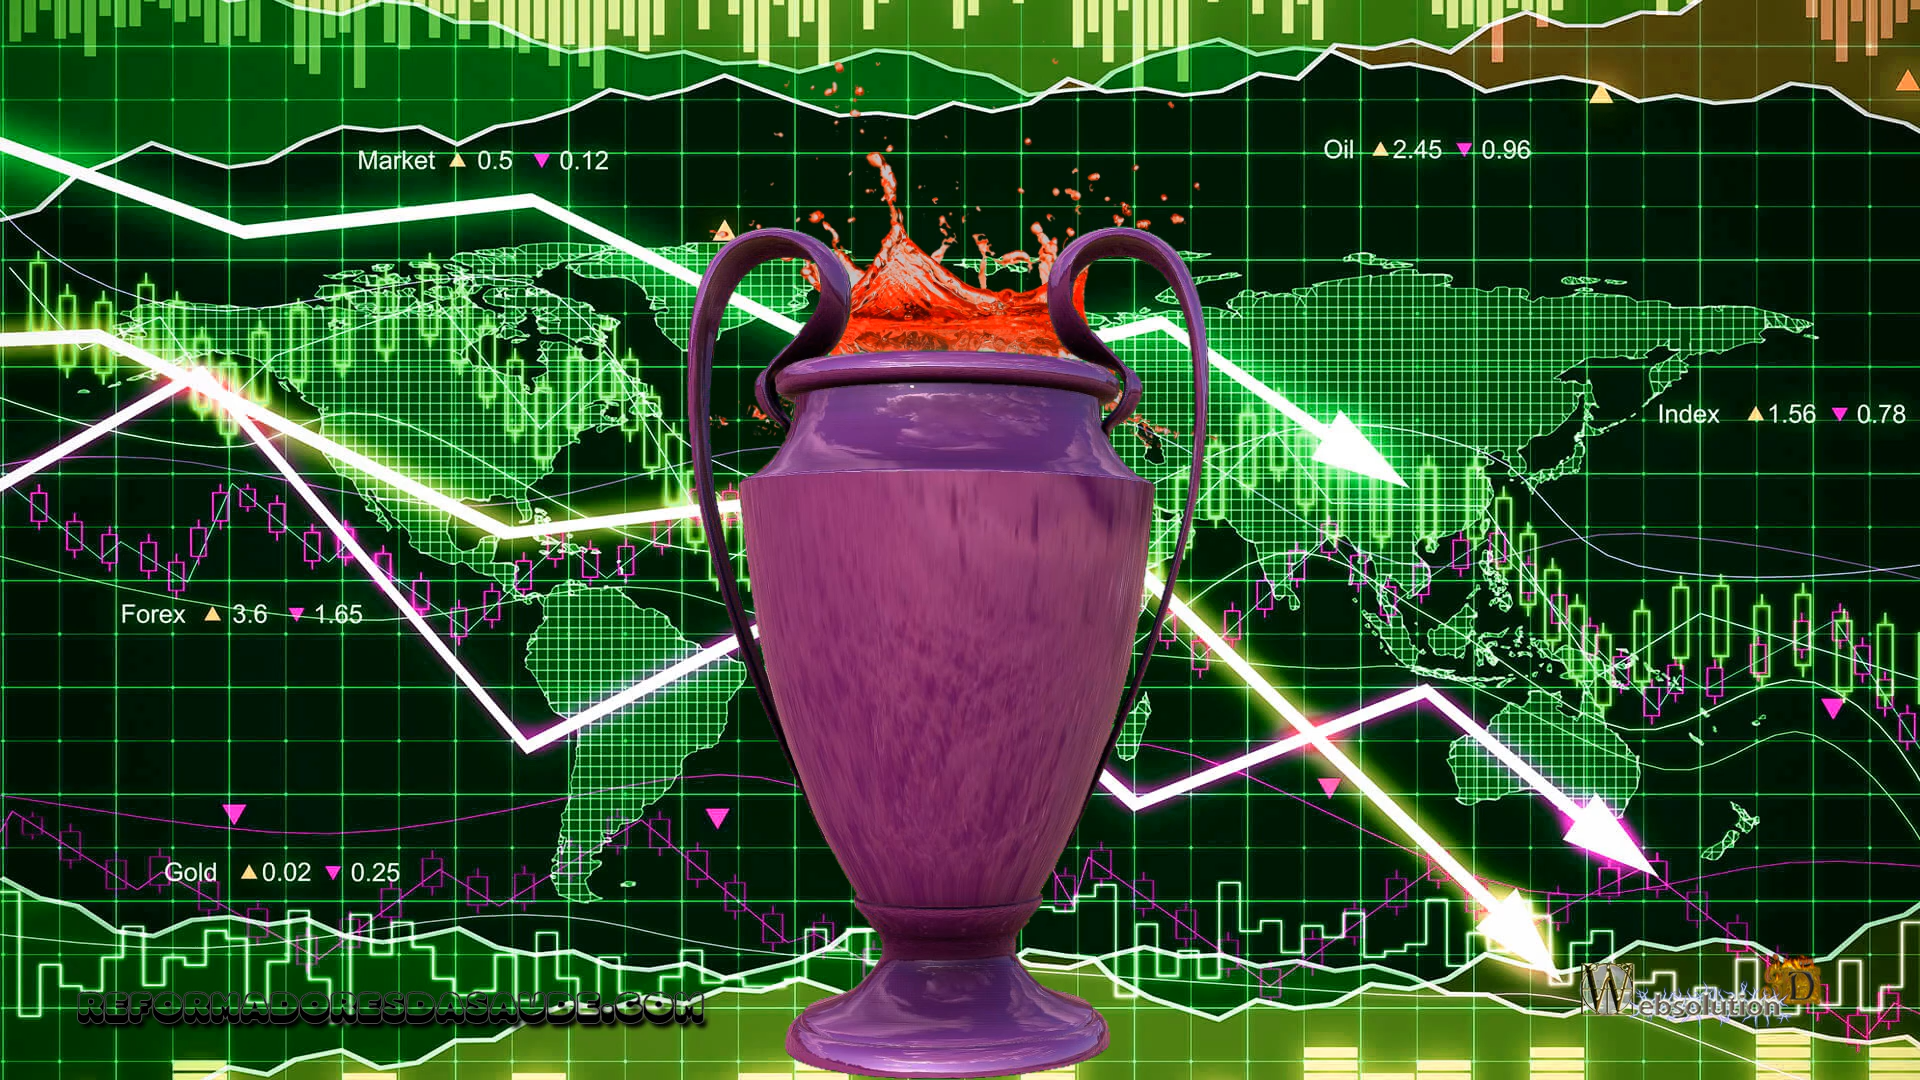 Market ▲ 0.5 ▼ 0.12
Oil ▲2.45 ▼ 0.96
Index ▲1.56 ▼ 0.78
Forex ▲ 3.6 ▼ 1.65
Gold ▲0.02 ▼ 0.25
REFORMADORESDASAUDE.COM
Websolution D